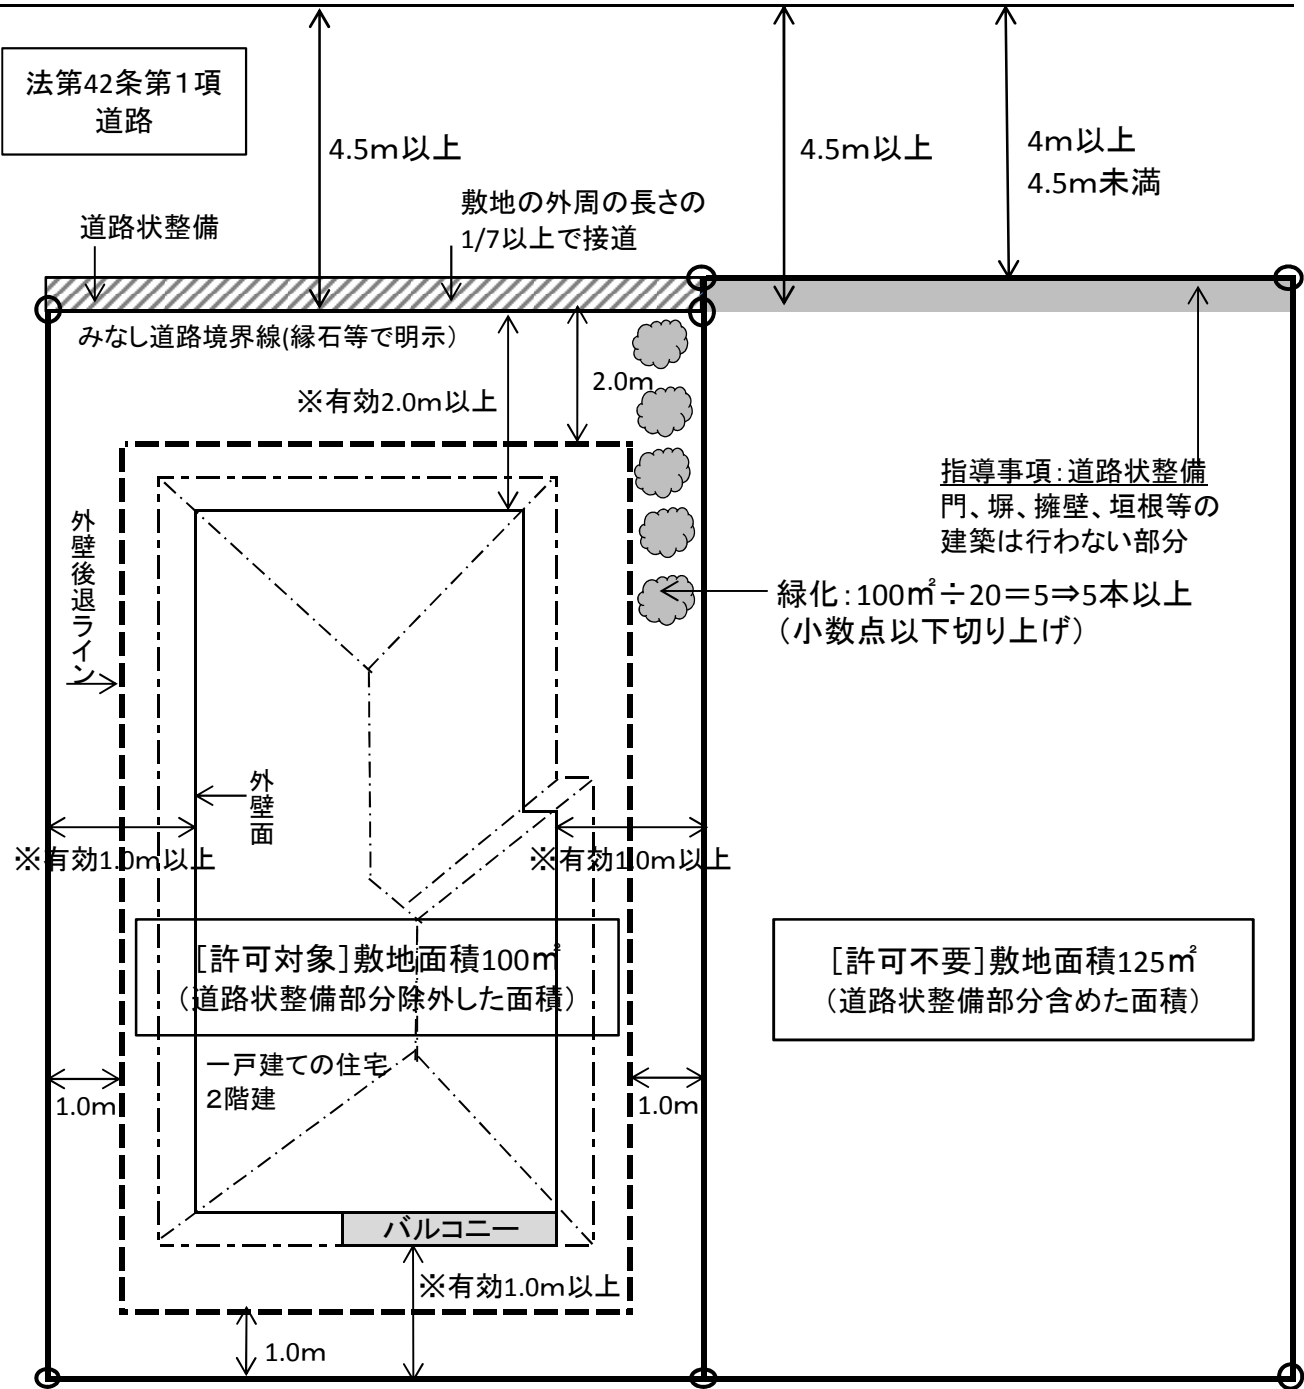 法第42条第1項
道路
4.5m以上
4.5m以上
4m以上
4.5m未満
道路状整備
敷地の外周の長さの
1/7以上で接道
みなし道路境界線(縁石等で明示）
※有効2.0m以上
2.0m
指導事項：道路状整備
門、塀、擁壁、垣根等の
建築は行わない部分
外壁後退ライン
緑化：100㎡÷20＝5⇒5本以上
（小数点以下切り上げ）
外壁面
※有効1.0m以上
※有効1.0m以上
［許可対象］敷地面積100㎡
（道路状整備部分除外した面積）
［許可不要］敷地面積125㎡
（道路状整備部分含めた面積）
一戸建ての住宅
2階建
1.0m
1.0m
バルコニー
※有効1.0m以上
1.0m